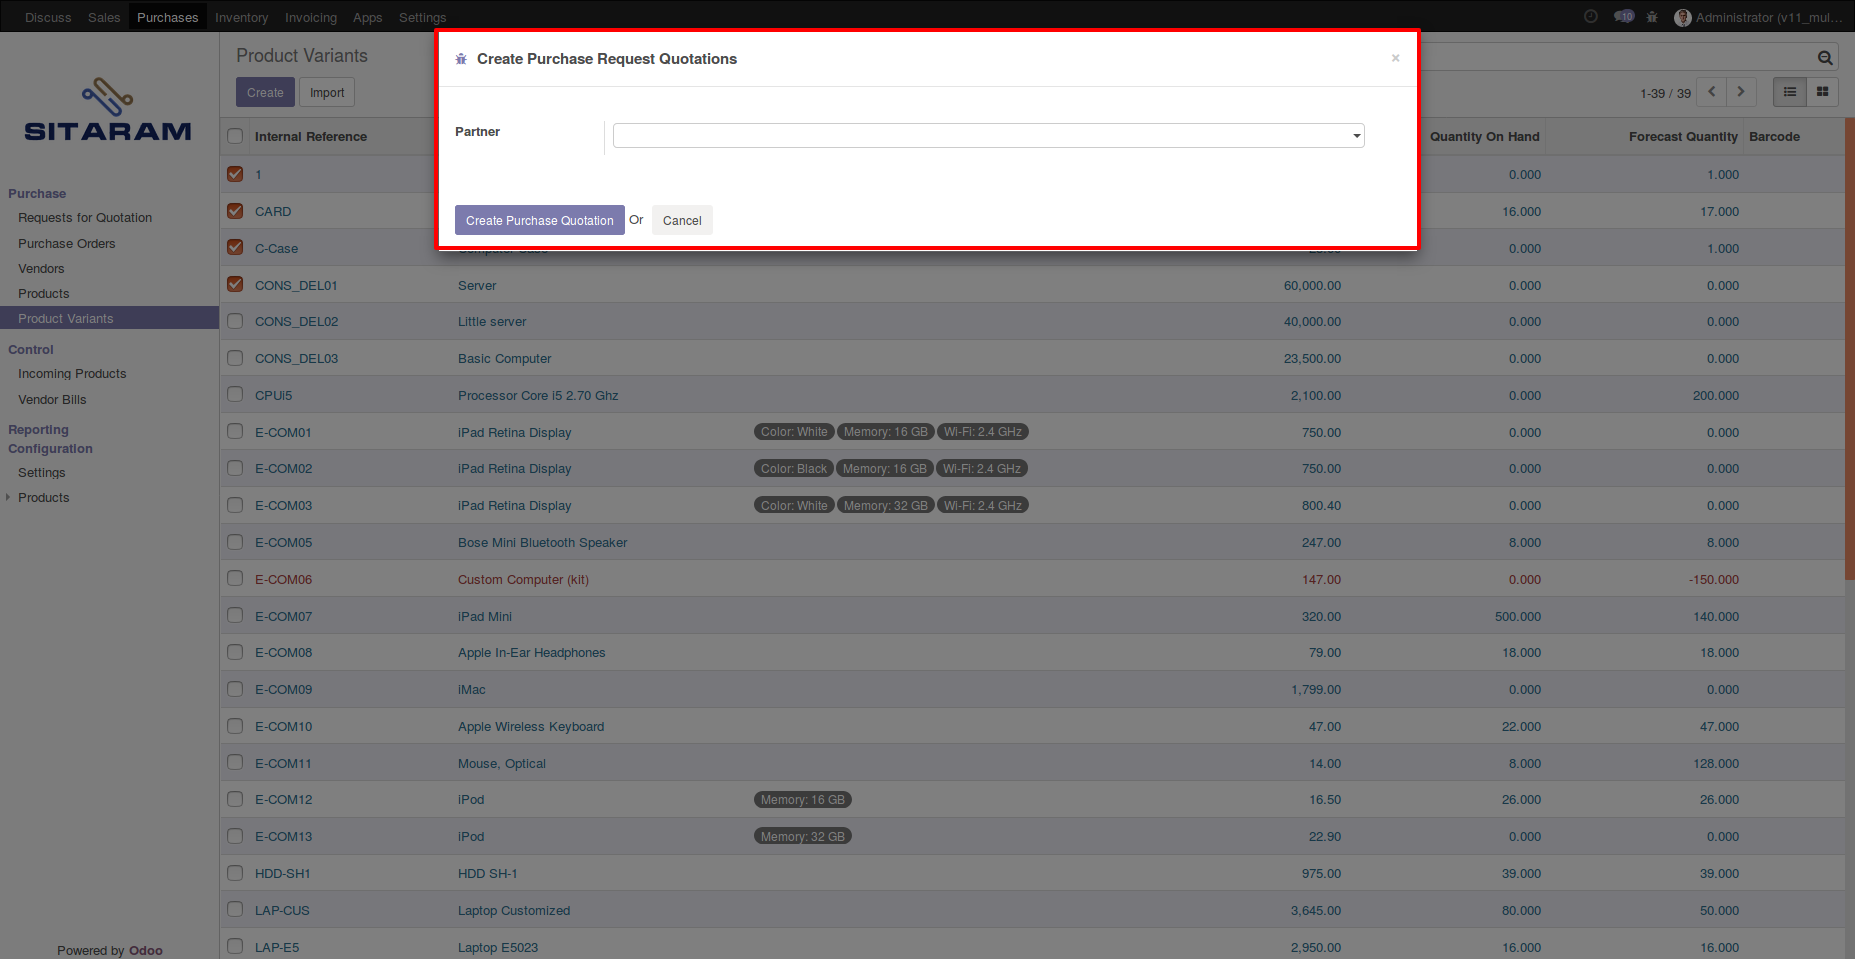 Discuss Sales Purchases Inventory Invoicing Apps Settings 10 Administrator (v11_mul...
Product Variants
Create Import
1-39 / 39
SITARAM
Purchase
Requests for Quotation
Purchase Orders
Vendors
Products
Product Variants
Control
Incoming Products
Vendor Bills
Reporting
Configuration
Settings
Products
Powered by Odoo
Create Purchase Request Quotations ×
Partner
Create Purchase Quotation Or Cancel
Internal Reference Quantity On Hand Forecast Quantity Barcode
1 0.000 1.000
CARD 16.000 17.000
C-Case Computer Case 0.000 1.000
CONS_DEL01 Server 60,000.00 0.000 0.000
CONS_DEL02 Little server 40,000.00 0.000 0.000
CONS_DEL03 Basic Computer 23,500.00 0.000 0.000
CPUi5 Processor Core i5 2.70 Ghz 2,100.00 0.000 200.000
E-COM01 iPad Retina Display Color: White Memory: 16 GB Wi-Fi: 2.4 GHz 750.00 0.000 0.000
E-COM02 iPad Retina Display Color: Black Memory: 16 GB Wi-Fi: 2.4 GHz 750.00 0.000 0.000
E-COM03 iPad Retina Display Color: White Memory: 32 GB Wi-Fi: 2.4 GHz 800.40 0.000 0.000
E-COM05 Bose Mini Bluetooth Speaker 247.00 8.000 8.000
E-COM06 Custom Computer (kit) 147.00 0.000 -150.000
E-COM07 iPad Mini 320.00 500.000 140.000
E-COM08 Apple In-Ear Headphones 79.00 18.000 18.000
E-COM09 iMac 1,799.00 0.000 0.000
E-COM10 Apple Wireless Keyboard 47.00 22.000 47.000
E-COM11 Mouse, Optical 14.00 8.000 128.000
E-COM12 iPod Memory: 16 GB 16.50 26.000 26.000
E-COM13 iPod Memory: 32 GB 22.90 0.000 0.000
HDD-SH1 HDD SH-1 975.00 39.000 39.000
LAP-CUS Laptop Customized 3,645.00 80.000 50.000
LAP-E5 Laptop E5023 2,950.00 16.000 16.000